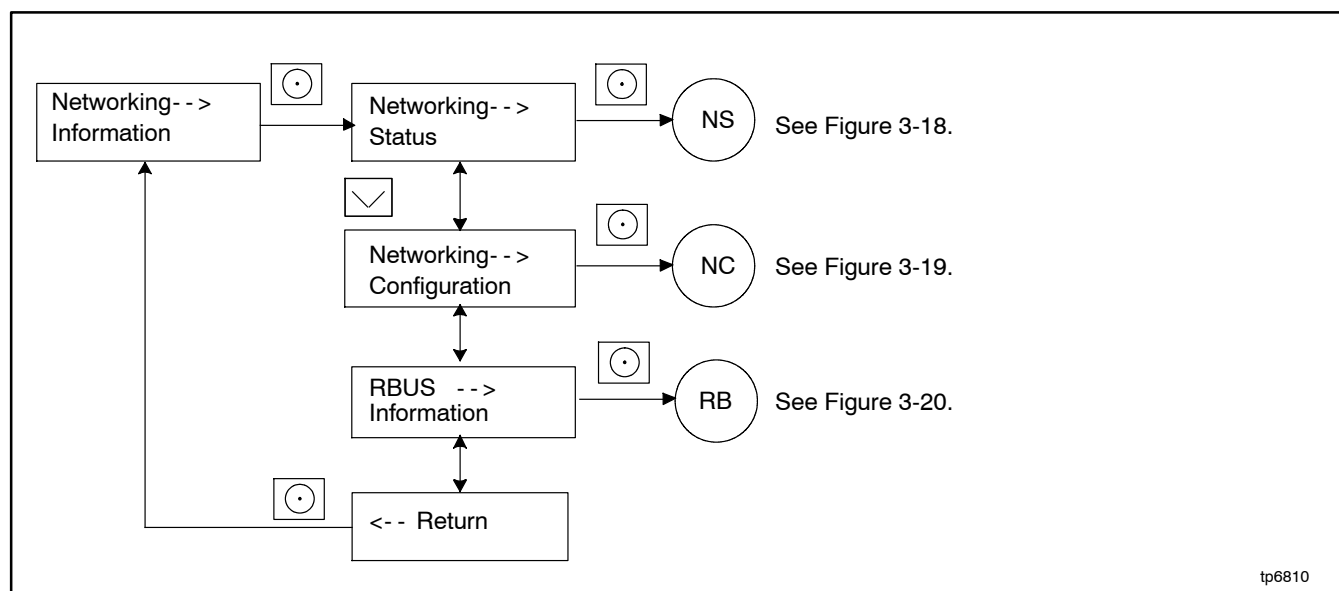 Networking-->
Information
Networking-->
Status
NS
See Figure 3-18.
Networking-->
Configuration
NC
See Figure 3-19.
RBUS -->
Information
RB
See Figure 3-20.
<-- Return
tp6810